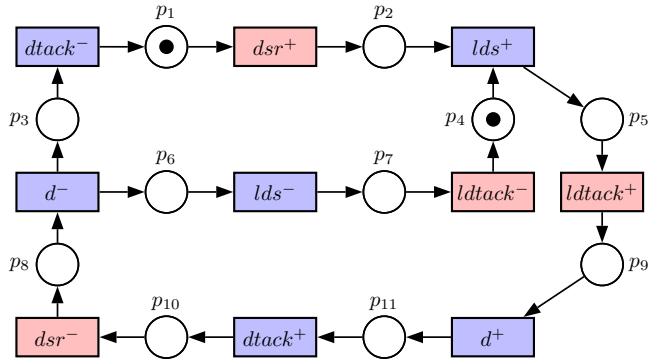 p1 p2
dtack− dsr+ lds+
p3 p4 p5
p6 p7
d− lds− ldtack− ldtack+
p8 p9
p10 p11
dsr− dtack+ d+